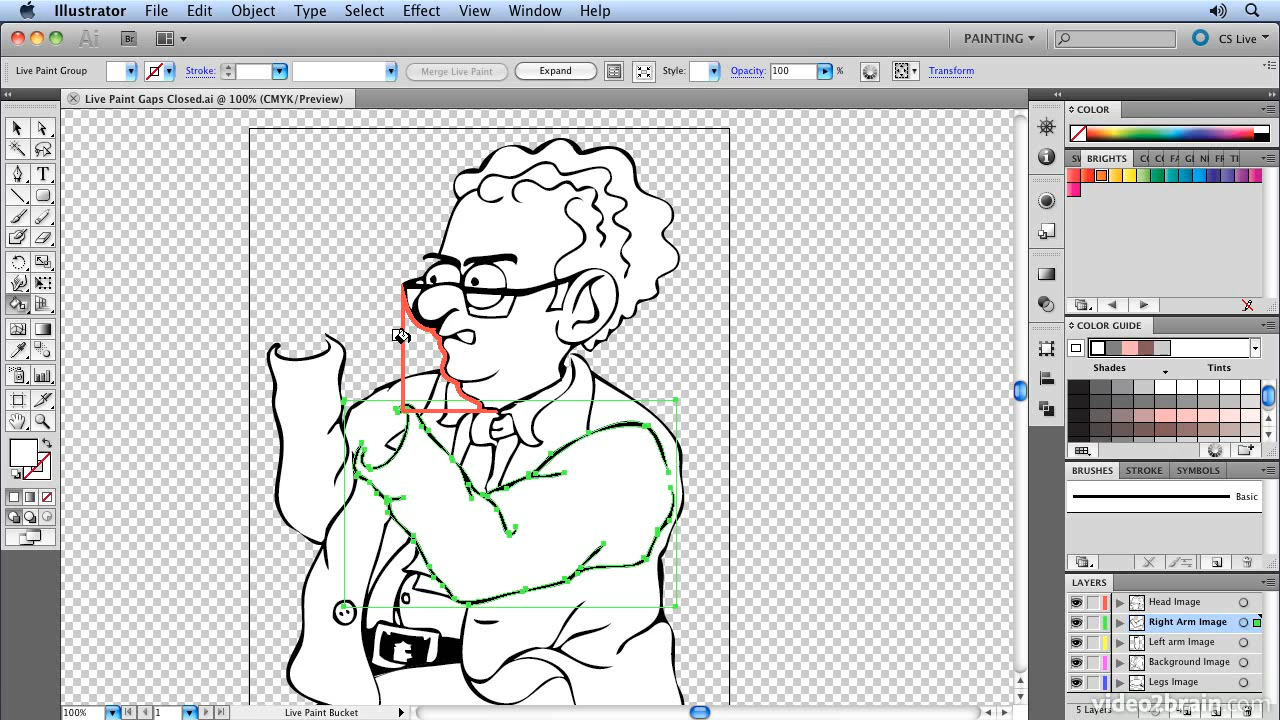 Illustrator File Edit Object Type Select Effect View Window Help
Ai Br PAINTING CS Live
Live Paint Group Stroke: Merge Live Paint Expand Style: Opacity: 100 % Transform
Live Paint Gaps Closed.ai @ 100% (CMYK/Preview)
COLOR
BRIGHTS
COLOR GUIDE
Shades Tints
BRUSHES STROKE SYMBOLS
Basic
LAYERS
Head Image
Right Arm Image
Left arm Image
Background Image
Legs Image
5 Layers
100% 1 Live Paint Bucket
video2brain.com